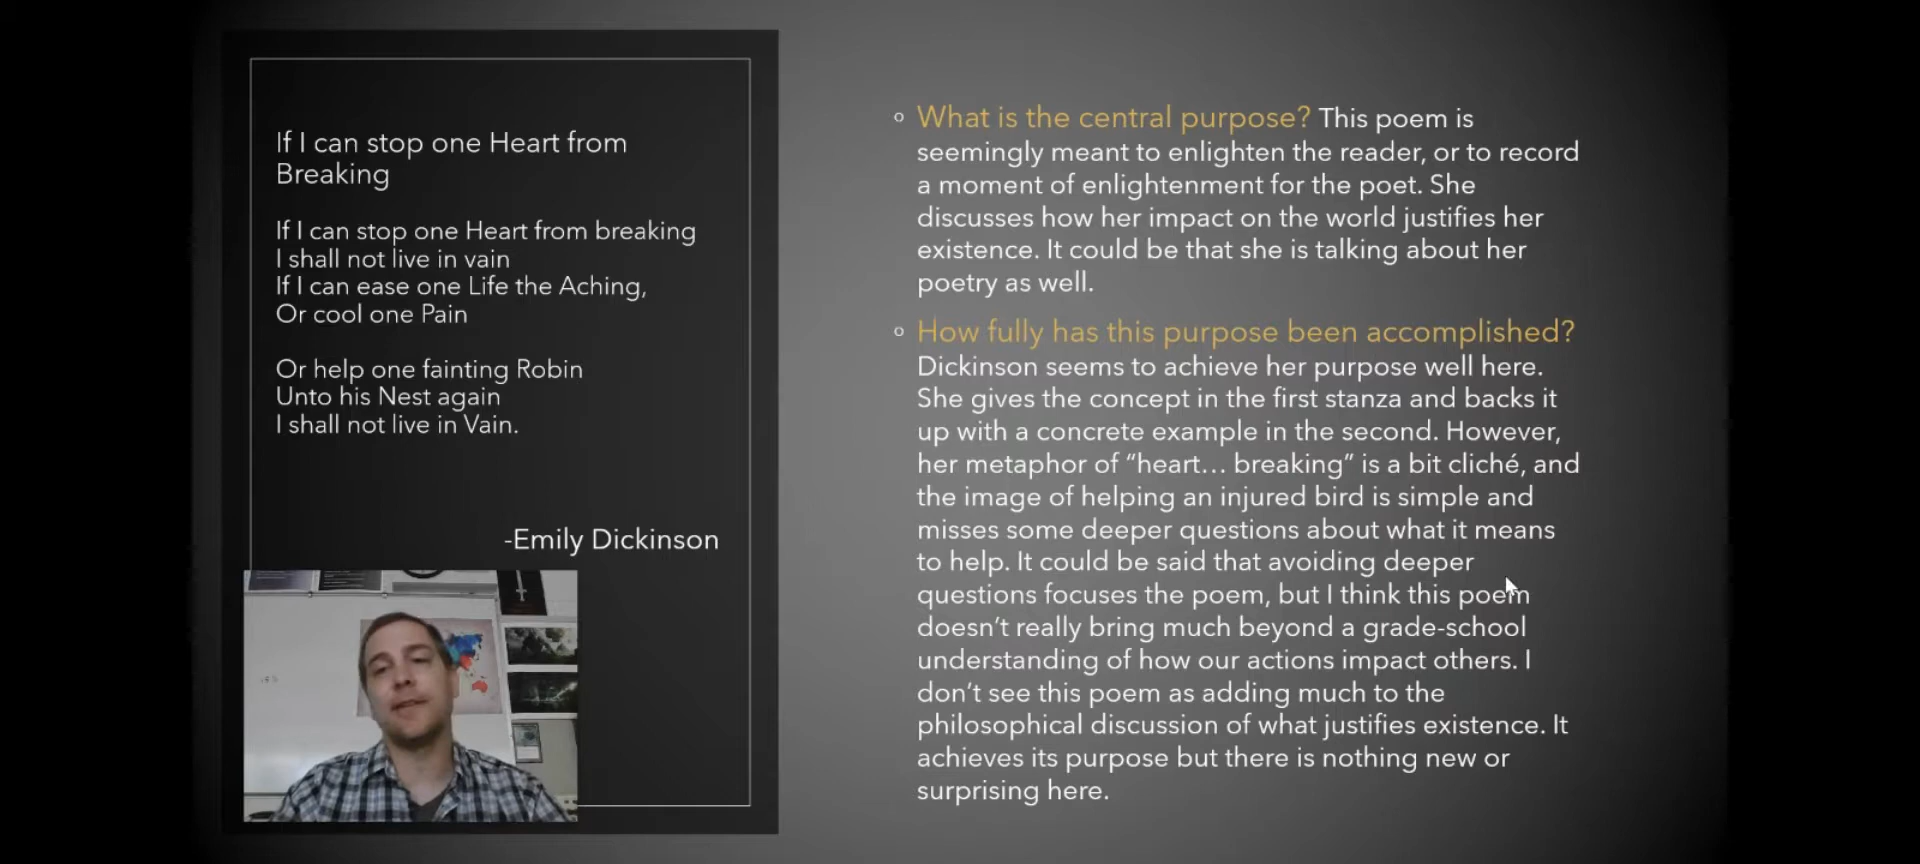 If I can stop one Heart from
Breaking
If I can stop one Heart from breaking
I shall not live in vain
If I can ease one Life the Aching,
Or cool one Pain
Or help one fainting Robin
Unto his Nest again
I shall not live in Vain.
-Emily Dickinson
What is the central purpose? This poem is
seemingly meant to enlighten the reader, or to record
a moment of enlightenment for the poet. She
discusses how her impact on the world justifies her
existence. It could be that she is talking about her
poetry as well.
How fully has this purpose been accomplished?
Dickinson seems to achieve her purpose well here.
She gives the concept in the first stanza and backs it
up with a concrete example in the second. However,
her metaphor of “heart… breaking” is a bit cliché, and
the image of helping an injured bird is simple and
misses some deeper questions about what it means
to help. It could be said that avoiding deeper
questions focuses the poem, but I think this poem
doesn’t really bring much beyond a grade-school
understanding of how our actions impact others. I
don’t see this poem as adding much to the
philosophical discussion of what justifies existence. It
achieves its purpose but there is nothing new or
surprising here.